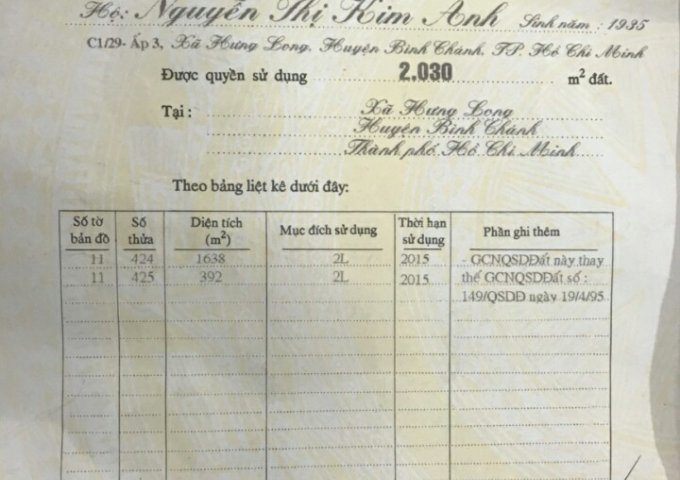 Hộ: Nguyễn Thị Kim Anh Sinh năm : 1935
C1/29- Ấp 3, Xã Hưng Long, Huyện Bình Chánh, TP. Hồ Chí Minh
Được quyền sử dụng 2.030 m² đất.
Tại : Xã Hưng Long
Huyện Bình Chánh
Thành phố Hồ Chí Minh
Theo bảng liệt kê dưới đây:
Số tờ bản đồ Số thửa Diện tích (m²) Mục đích sử dụng Thời hạn sử dụng Phần ghi thêm
11 424 1638 2L 2015 - GCNQSDĐất này thay
11 425 392 2L 2015 thế GCNQSDĐất số :
149/QSDĐ ngày 19/4/95